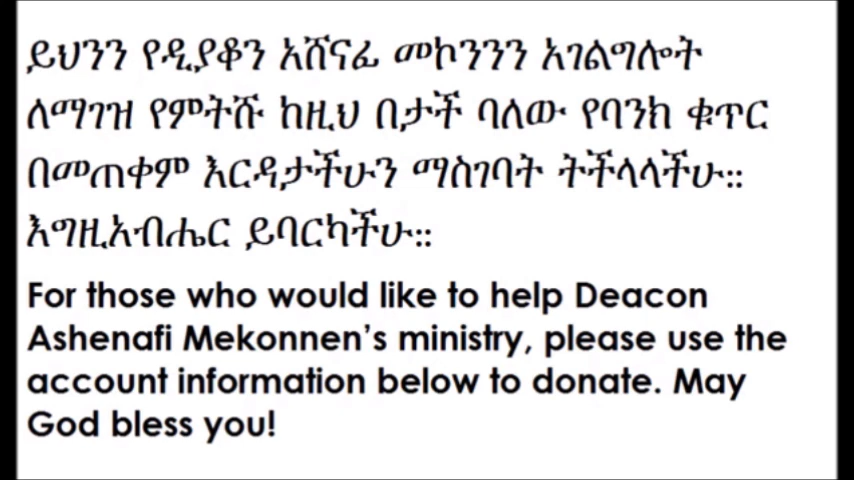 ይህንን የዲያቆን አሸናፊ መኮንንን አገልግሎት
ለማገዝ የምትሹ ከዚህ በታች ባለው የባንክ ቁጥር
በመጠቀም እርዳታችሁን ማስገባት ትችላላችሁ።
እግዚአብሔር ይባርካችሁ።
For those who would like to help Deacon
Ashenafi Mekonnen’s ministry, please use the
account information below to donate. May
God bless you!